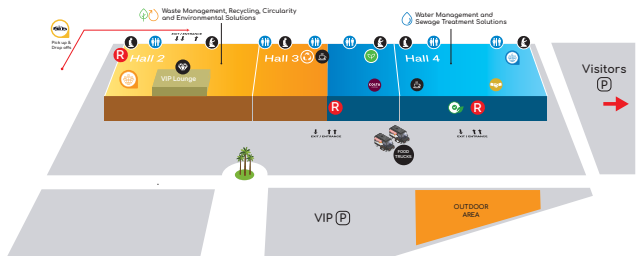 Waste Management, Recycling, Circularity
and Environmental Solutions
Water Management and
Sewage Treatment Solutions
Pick up &
Drop offs
EXIT / ENTRANCE
R
Hall 2
VIP Lounge
Hall 3
Hall 4
COSTA
R
R
Visitors
P
EXIT / ENTRANCE
EXIT / ENTRANCE
FOOD
TRUCKS
VIP P
OUTDOOR
AREA